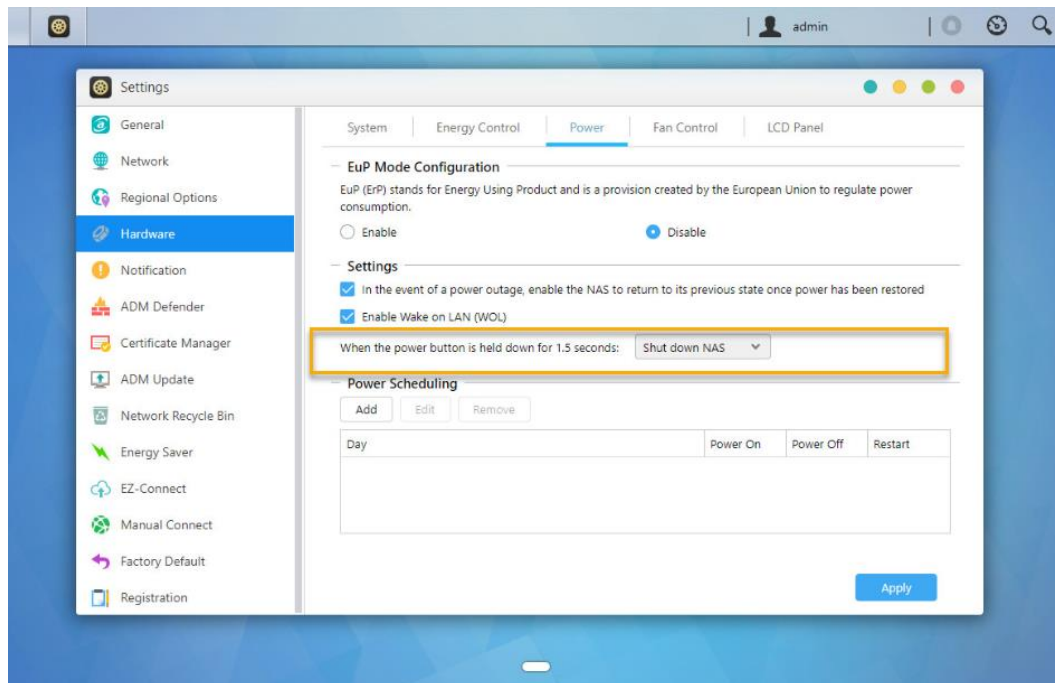 admin
Settings
General
Network
Regional Options
Hardware
Notification
ADM Defender
Certificate Manager
ADM Update
Network Recycle Bin
Energy Saver
EZ-Connect
Manual Connect
Factory Default
Registration
System Energy Control Power Fan Control LCD Panel
EuP Mode Configuration
EuP (ErP) stands for Energy Using Product and is a provision created by the European Union to regulate power
consumption.
Enable Disable
Settings
In the event of a power outage, enable the NAS to return to its previous state once power has been restored
Enable Wake on LAN (WOL)
When the power button is held down for 1.5 seconds: Shut down NAS
Power Scheduling
Add Edit Remove
Day Power On Power Off Restart
Apply